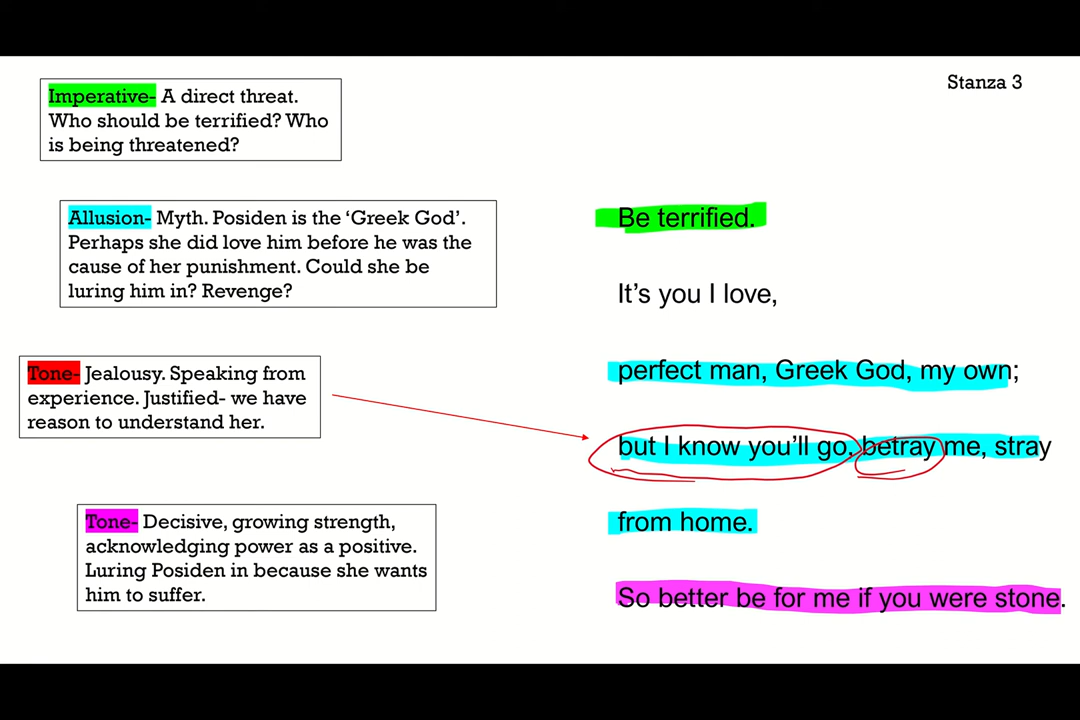 Stanza 3
Imperative- A direct threat.
Who should be terrified? Who
is being threatened?
Allusion- Myth. Posiden is the ‘Greek God’.
Perhaps she did love him before he was the
cause of her punishment. Could she be
luring him in? Revenge?
Tone- Jealousy. Speaking from
experience. Justified- we have
reason to understand her.
Tone- Decisive, growing strength,
acknowledging power as a positive.
Luring Posiden in because she wants
him to suffer.
Be terrified.
It’s you I love,
perfect man, Greek God, my own;
but I know you’ll go, betray me, stray
from home.
So better be for me if you were stone.